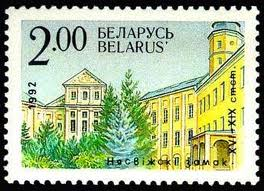 2.00
БЕЛАРУСЬ
BELARUS'
1992
XVI-XIX стст.
Нясвіжскі замак